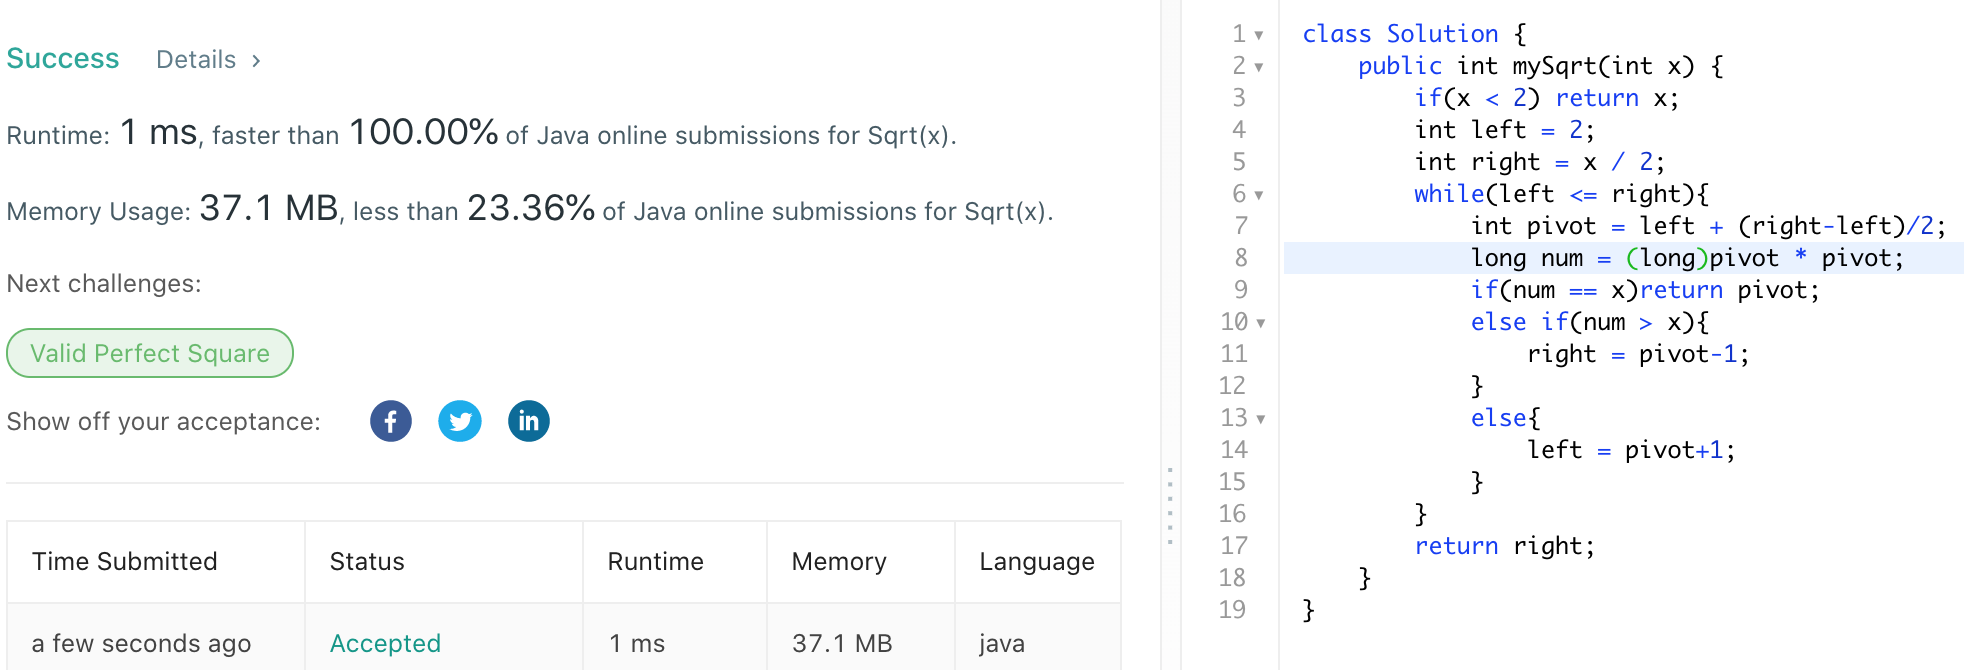 Success Details >
Runtime: 1 ms, faster than 100.00% of Java online submissions for Sqrt(x).
Memory Usage: 37.1 MB, less than 23.36% of Java online submissions for Sqrt(x).
Next challenges:
Valid Perfect Square
Show off your acceptance:
Time Submitted Status Runtime Memory Language
a few seconds ago Accepted 1 ms 37.1 MB java
1 class Solution {
2     public int mySqrt(int x) {
3         if(x < 2) return x;
4         int left = 2;
5         int right = x / 2;
6         while(left <= right){
7             int pivot = left + (right-left)/2;
8             long num = (long)pivot * pivot;
9             if(num == x)return pivot;
10             else if(num > x){
11                 right = pivot-1;
12             }
13             else{
14                 left = pivot+1;
15             }
16         }
17         return right;
18     }
19 }